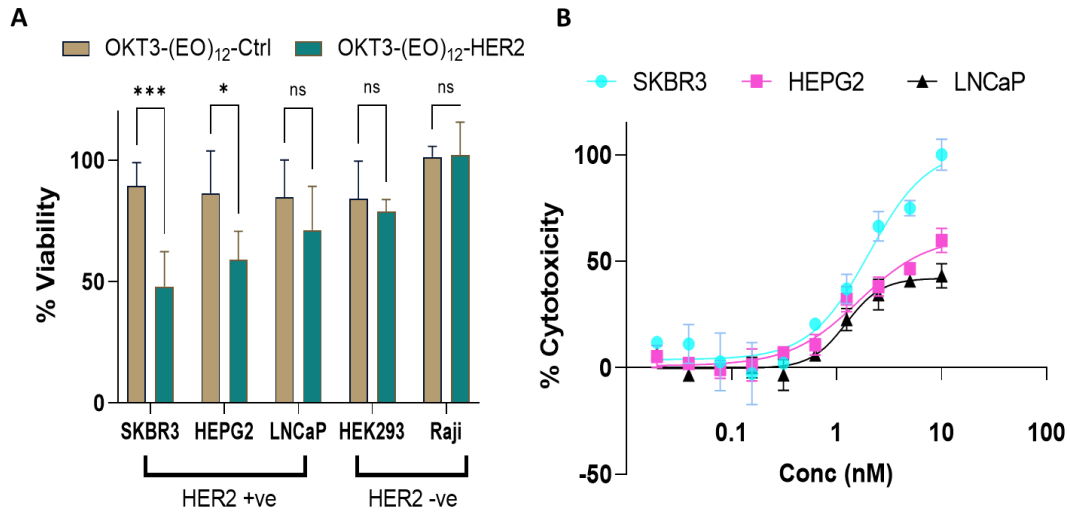 A
OKT3-(EO)₁₂-Ctrl OKT3-(EO)₁₂-HER2
*** * ns ns ns
% Viability
100
50
0
SKBR3 HEPG2 LNCaP HEK293 Raji
HER2 +ve HER2 -ve
B
SKBR3 HEPG2 LNCaP
% Cytotoxicity
100
50
0
-50
0.1 1 10 100
Conc (nM)